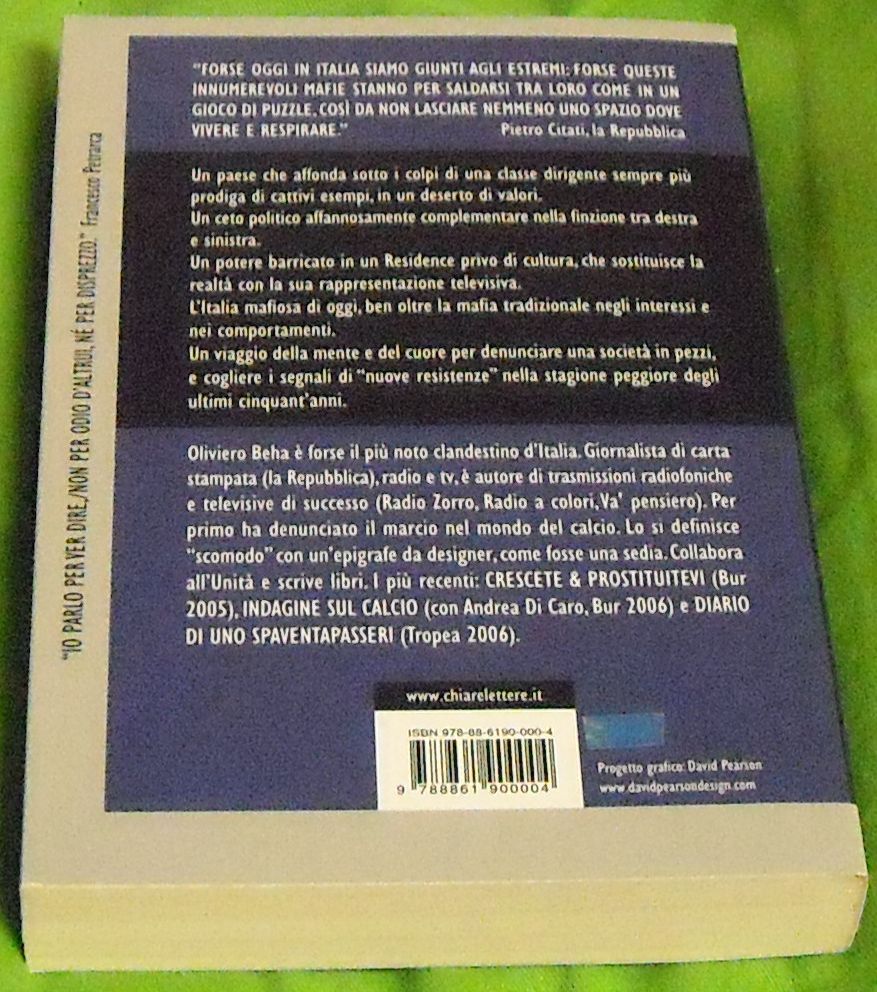 "FORSE OGGI IN ITALIA SIAMO GIUNTI AGLI ESTREMI: FORSE QUESTE
INNUMEREVOLI MAFIE STANNO PER SALDARSI TRA LORO COME IN UN
GIOCO DI PUZZLE, COSÌ DA NON LASCIARE NEMMENO UNO SPAZIO DOVE
VIVERE E RESPIRARE." Pietro Citati, la Repubblica
Un paese che affonda sotto i colpi di una classe dirigente sempre più
prodiga di cattivi esempi, in un deserto di valori.
Un ceto politico affannosamente complementare nella finzione tra destra
e sinistra.
Un potere barricato in un Residence privo di cultura, che sostituisce la
realtà con la sua rappresentazione televisiva.
L'Italia mafiosa di oggi, ben oltre la mafia tradizionale negli interessi e
nei comportamenti.
Un viaggio della mente e del cuore per denunciare una società in pezzi,
e cogliere i segnali di "nuove resistenze" nella stagione peggiore degli
ultimi cinquant'anni.
Oliviero Beha è forse il più noto clandestino d'Italia. Giornalista di carta
stampata (la Repubblica), radio e tv, è autore di trasmissioni radiofoniche
e televisive di successo (Radio Zorro, Radio a colori, Va' pensiero). Per
primo ha denunciato il marcio nel mondo del calcio. Lo si definisce
"scomodo" con un'epigrafe da designer, come fosse una sedia. Collabora
all'Unità e scrive libri. I più recenti: CRESCETE & PROSTITUITEVI (Bur
2005), INDAGINE SUL CALCIO (con Andrea Di Caro, Bur 2006) e DIARIO
DI UNO SPAVENTAPASSERI (Tropea 2006).
www.chiarelettere.it
ISBN 978-88-6190-000-4
9 788861 900004
Progetto grafico: David Pearson
www.davidpearsondesign.com
"IO PARLO PER VER DIRE,/NON PER ODIO D'ALTRUI, NÉ PER DISPREZZO." Francesco Petrarca